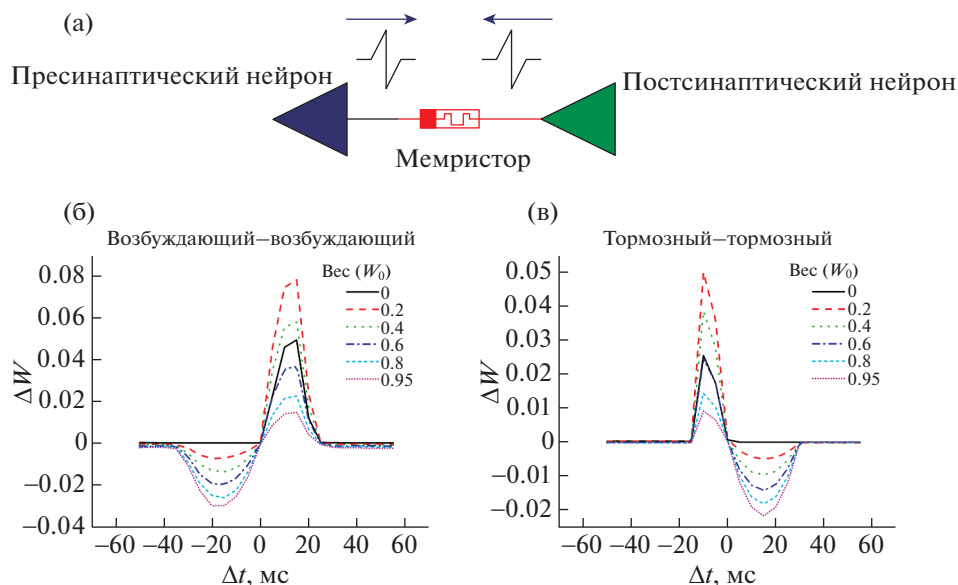 (а)
Пресинаптический нейрон
Постсинаптический нейрон
Мемристор
(б)
Возбуждающий–возбуждающий
Вес (W₀)
0
0.2
0.4
0.6
0.8
0.95
ΔW
0.08
0.06
0.04
0.02
0
–0.02
–0.04
–60 –40 –20 0 20 40 60
Δt, мс
(в)
Тормозный–тормозный
Вес (W₀)
0
0.2
0.4
0.6
0.8
0.95
ΔW
0.05
0.04
0.03
0.02
0.01
0
–0.01
–0.02
–60 –40 –20 0 20 40 60
Δt, мс